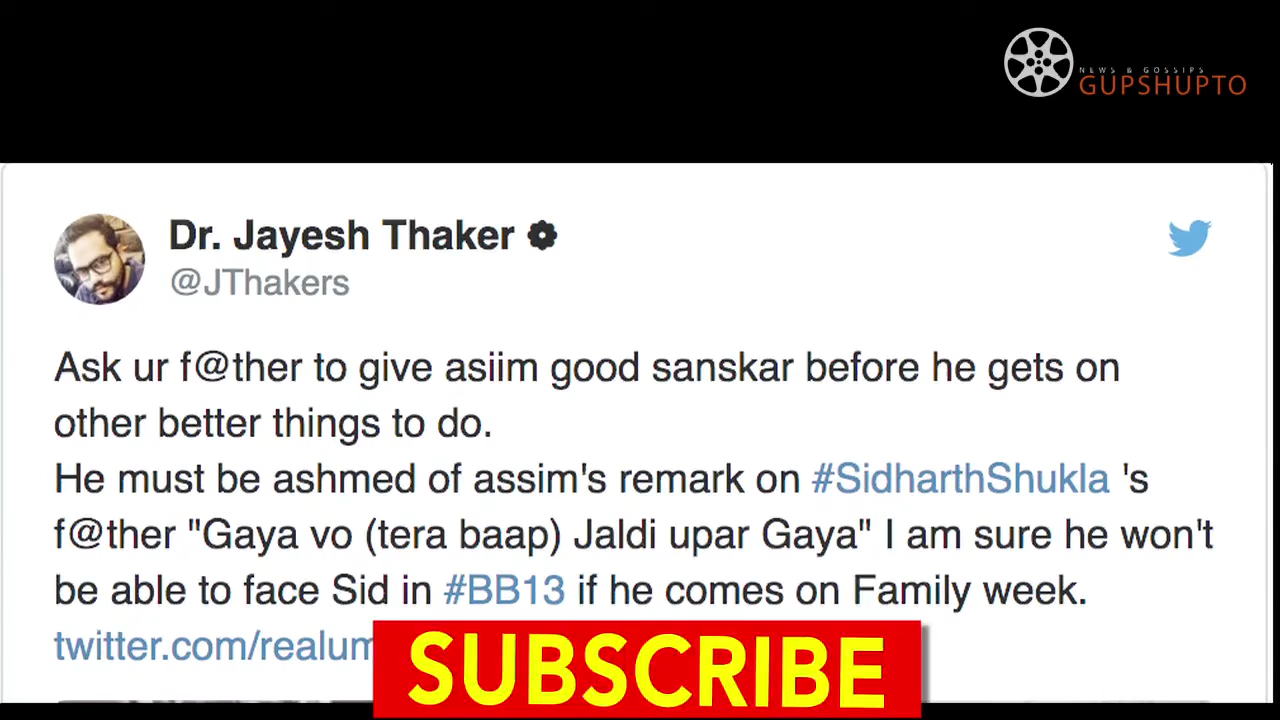 NEWS & GOSSIPS
GUPSHUPTO
Dr. Jayesh Thaker
@JThakers
Ask ur f@ther to give asiim good sanskar before he gets on
other better things to do.
He must be ashmed of assim's remark on #SidharthShukla 's
f@ther "Gaya vo (tera baap) Jaldi upar Gaya" I am sure he won't
be able to face Sid in #BB13 if he comes on Family week.
twitter.com/realum
SUBSCRIBE